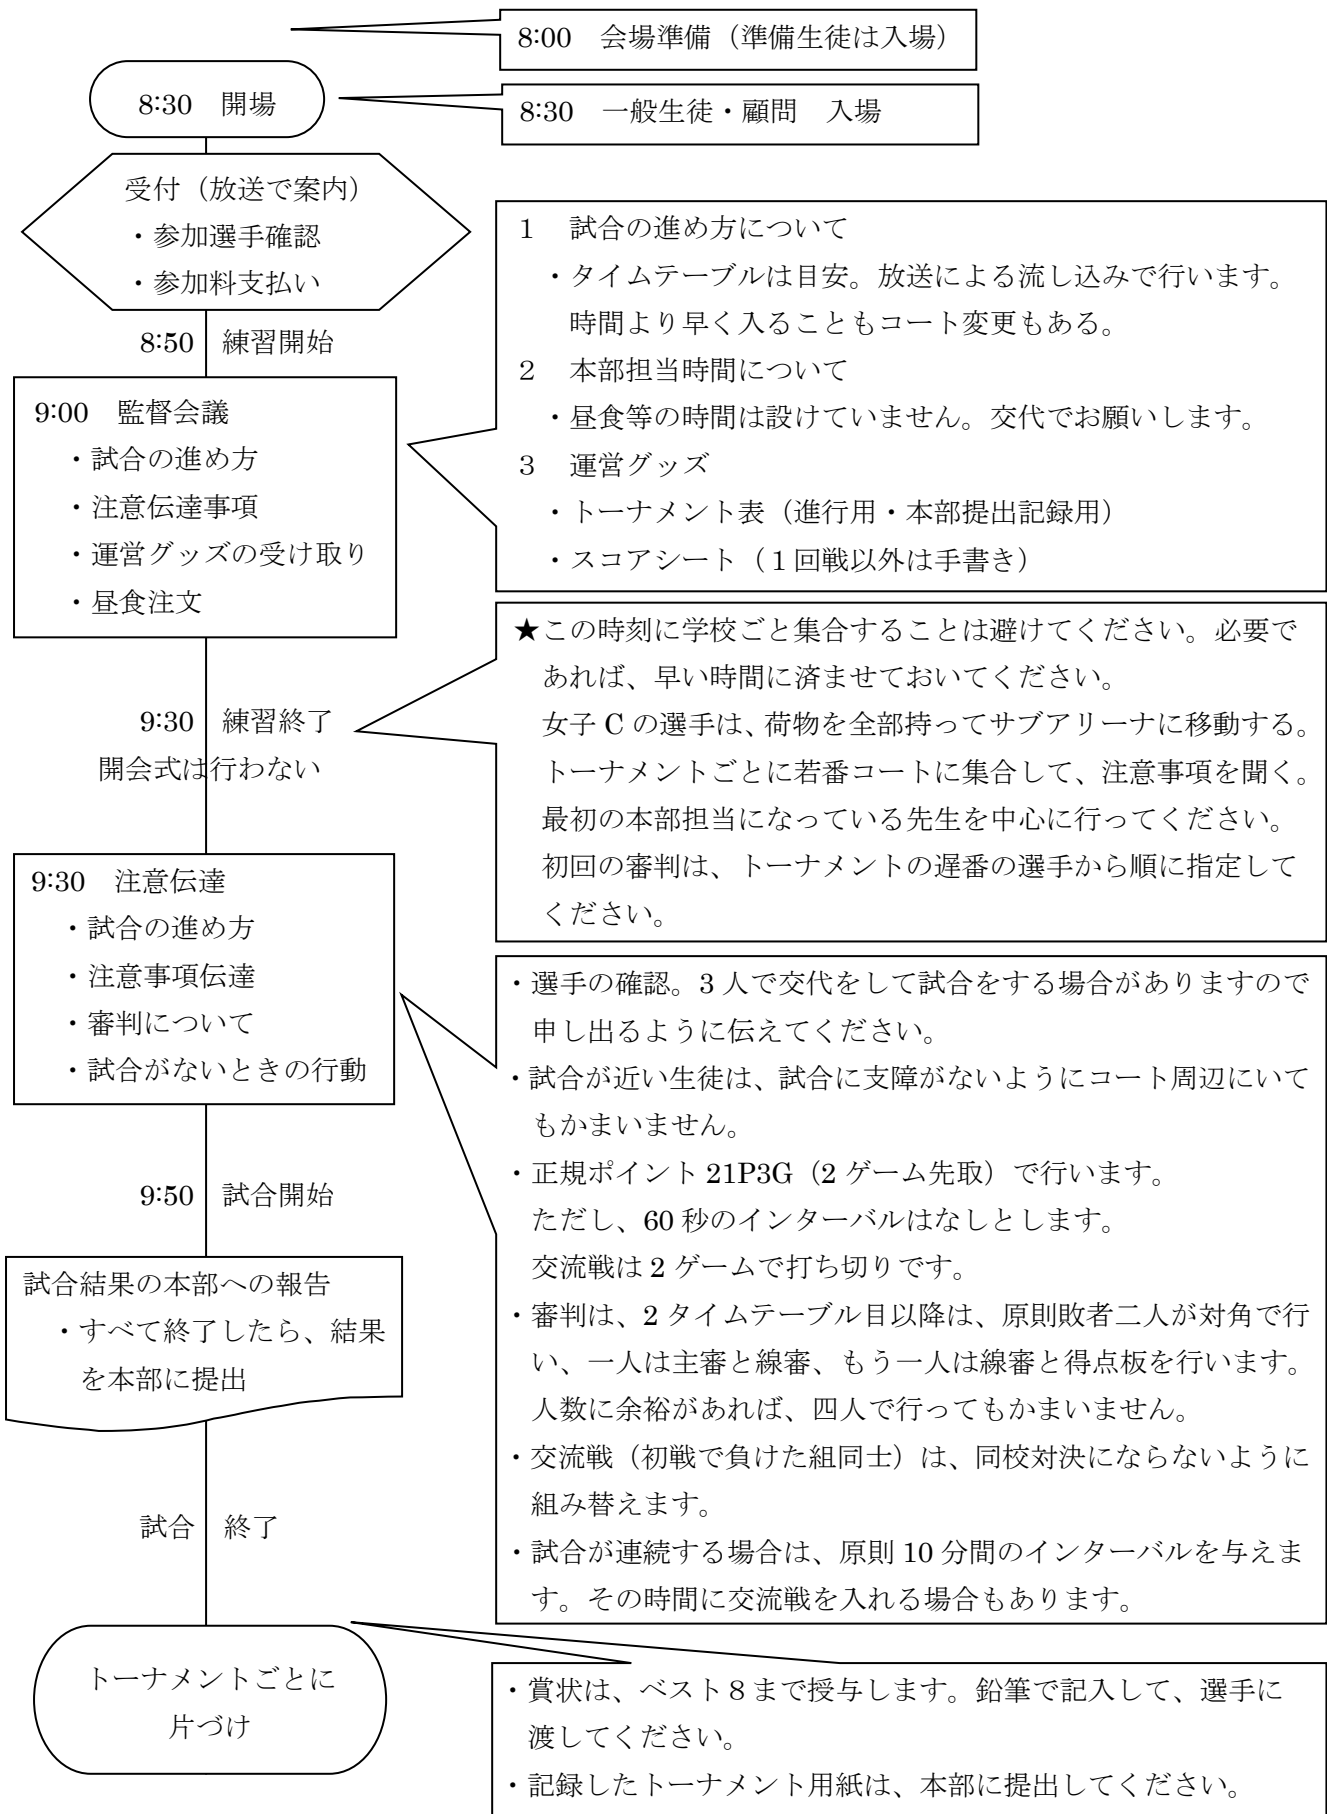 8:00　会場準備（準備生徒は入場）
8:30　開場
8:30　一般生徒・顧問　入場
受付（放送で案内）
・参加選手確認
・参加料支払い
8:50　練習開始
9:00　監督会議
・試合の進め方
・注意伝達事項
・運営グッズの受け取り
・昼食注文
１　試合の進め方について
・タイムテーブルは目安。放送による流し込みで行います。
時間より早く入ることもコート変更もある。
２　本部担当時間について
・昼食等の時間は設けていません。交代でお願いします。
３　運営グッズ
・トーナメント表（進行用・本部提出記録用）
・スコアシート（１回戦以外は手書き）
9:30　練習終了
開会式は行わない
★この時刻に学校ごと集合することは避けてください。必要で
あれば、早い時間に済ませておいてください。
女子 C の選手は、荷物を全部持ってサブアリーナに移動する。
トーナメントごとに若番コートに集合して、注意事項を聞く。
最初の本部担当になっている先生を中心に行ってください。
初回の審判は、トーナメントの遅番の選手から順に指定して
ください。
9:30　注意伝達
・試合の進め方
・注意事項伝達
・審判について
・試合がないときの行動
9:50　試合開始
試合結果の本部への報告
・すべて終了したら、結果
を本部に提出
試合　終了
・選手の確認。3 人で交代をして試合をする場合がありますので
申し出るように伝えてください。
・試合が近い生徒は、試合に支障がないようにコート周辺にいて
もかまいません。
・正規ポイント 21P3G（2 ゲーム先取）で行います。
ただし、60 秒のインターバルはなしとします。
交流戦は 2 ゲームで打ち切りです。
・審判は、2 タイムテーブル目以降は、原則敗者二人が対角で行
い、一人は主審と線審、もう一人は線審と得点板を行います。
人数に余裕があれば、四人で行ってもかまいません。
・交流戦（初戦で負けた組同士）は、同校対決にならないように
組み替えます。
・試合が連続する場合は、原則 10 分間のインターバルを与えま
す。その時間に交流戦を入れる場合もあります。
トーナメントごとに
片づけ
・賞状は、ベスト８まで授与します。鉛筆で記入して、選手に
渡してください。
・記録したトーナメント用紙は、本部に提出してください。